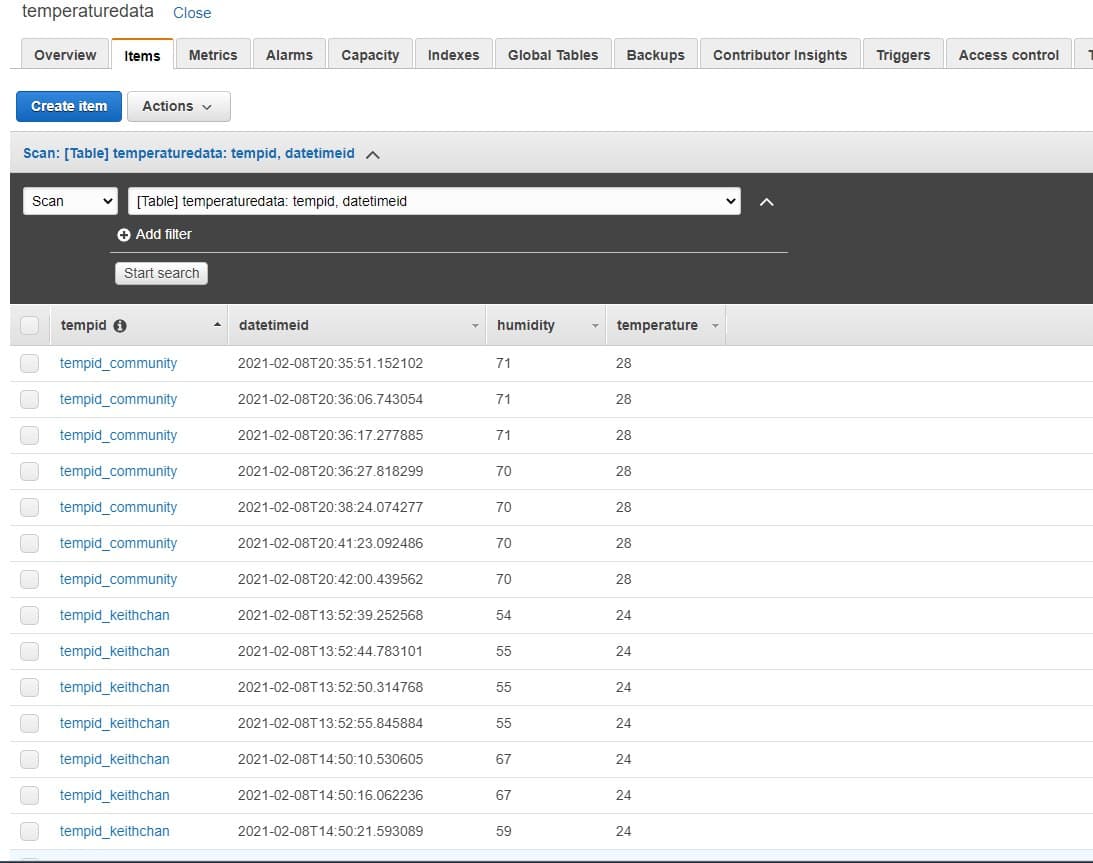 temperaturedata Close
Overview Items Metrics Alarms Capacity Indexes Global Tables Backups Contributor Insights Triggers Access control
Create item Actions
Scan: [Table] temperaturedata: tempid, datetimeid
Scan [Table] temperaturedata: tempid, datetimeid
Add filter
Start search
tempid datetimeid humidity temperature
tempid_community 2021-02-08T20:35:51.152102 71 28
tempid_community 2021-02-08T20:36:06.743054 71 28
tempid_community 2021-02-08T20:36:17.277885 71 28
tempid_community 2021-02-08T20:36:27.818299 70 28
tempid_community 2021-02-08T20:38:24.074277 70 28
tempid_community 2021-02-08T20:41:23.092486 70 28
tempid_community 2021-02-08T20:42:00.439562 70 28
tempid_keithchan 2021-02-08T13:52:39.252568 54 24
tempid_keithchan 2021-02-08T13:52:44.783101 55 24
tempid_keithchan 2021-02-08T13:52:50.314768 55 24
tempid_keithchan 2021-02-08T13:52:55.845884 55 24
tempid_keithchan 2021-02-08T14:50:10.530605 67 24
tempid_keithchan 2021-02-08T14:50:16.062236 67 24
tempid_keithchan 2021-02-08T14:50:21.593089 59 24